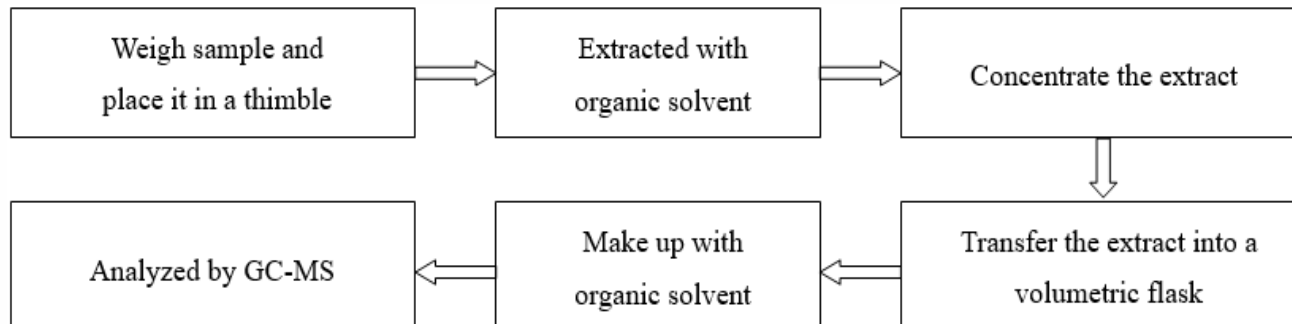 Weigh sample and
place it in a thimble
Extracted with
organic solvent
Concentrate the extract
Transfer the extract into a
volumetric flask
Make up with
organic solvent
Analyzed by GC-MS